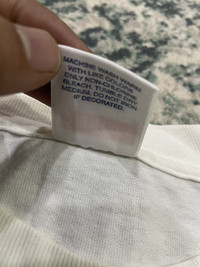 MACHINE WASH WARM
WITH LIKE COLORS
ONLY NON-CHLORINE
BLEACH. TUMBLE DRY
MEDIUM. DO NOT IRON
IF DECORATED.